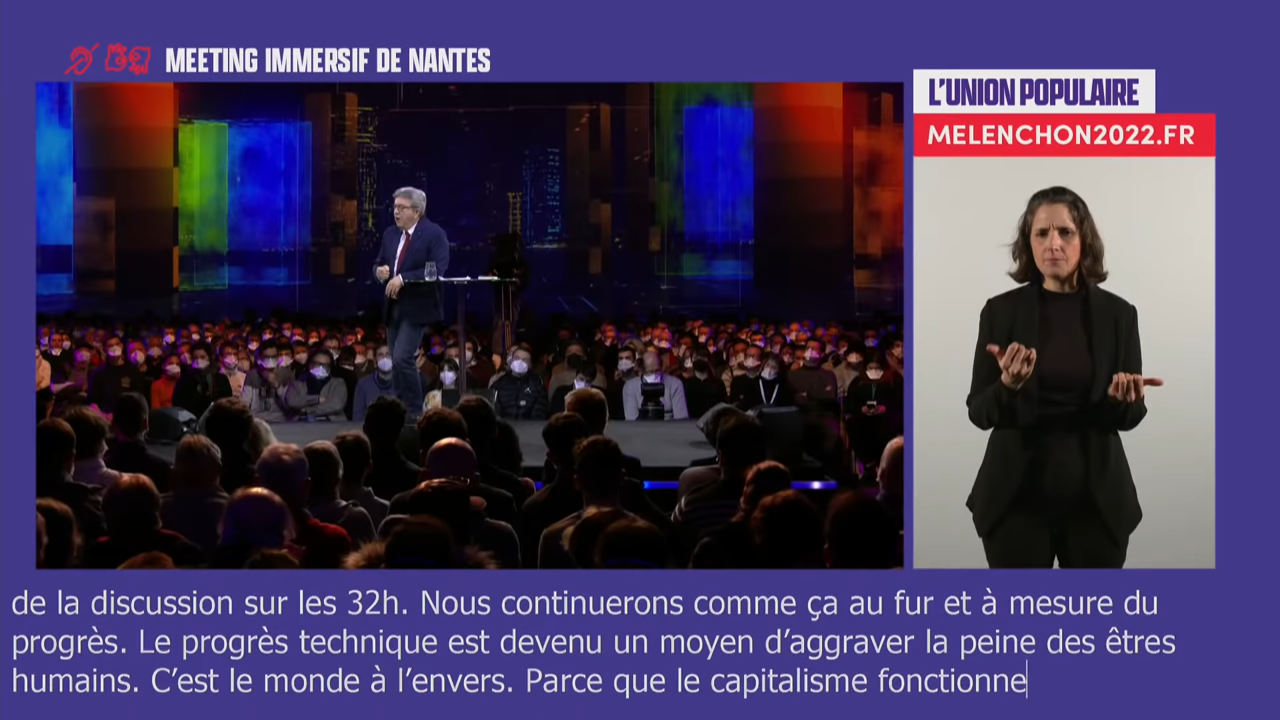 MEETING IMMERSIF DE NANTES
L'UNION POPULAIRE
MELENCHON2022.FR
de la discussion sur les 32h. Nous continuerons comme ça au fur et à mesure du
progrès. Le progrès technique est devenu un moyen d’aggraver la peine des êtres
humains. C’est le monde à l’envers. Parce que le capitalisme fonctionne